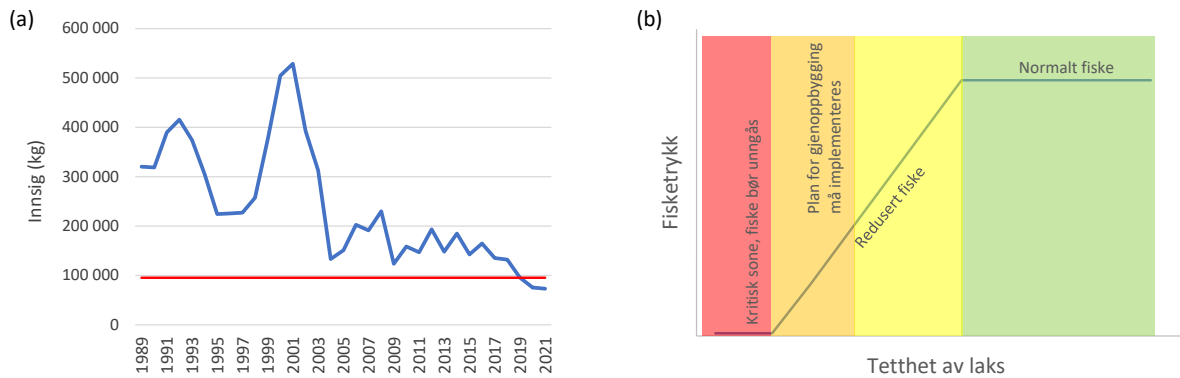 (a)
600 000
500 000
400 000
300 000
200 000
100 000
0
Innsig (kg)
1989
1991
1993
1995
1997
1999
2001
2003
2005
2007
2009
2011
2013
2015
2017
2019
2021
(b)
Fisketrykk
Kritisk sone, fiske bør unngås
Plan for gjenoppbygging
må implementeres
Redusert fiske
Normalt fiske
Tetthet av laks